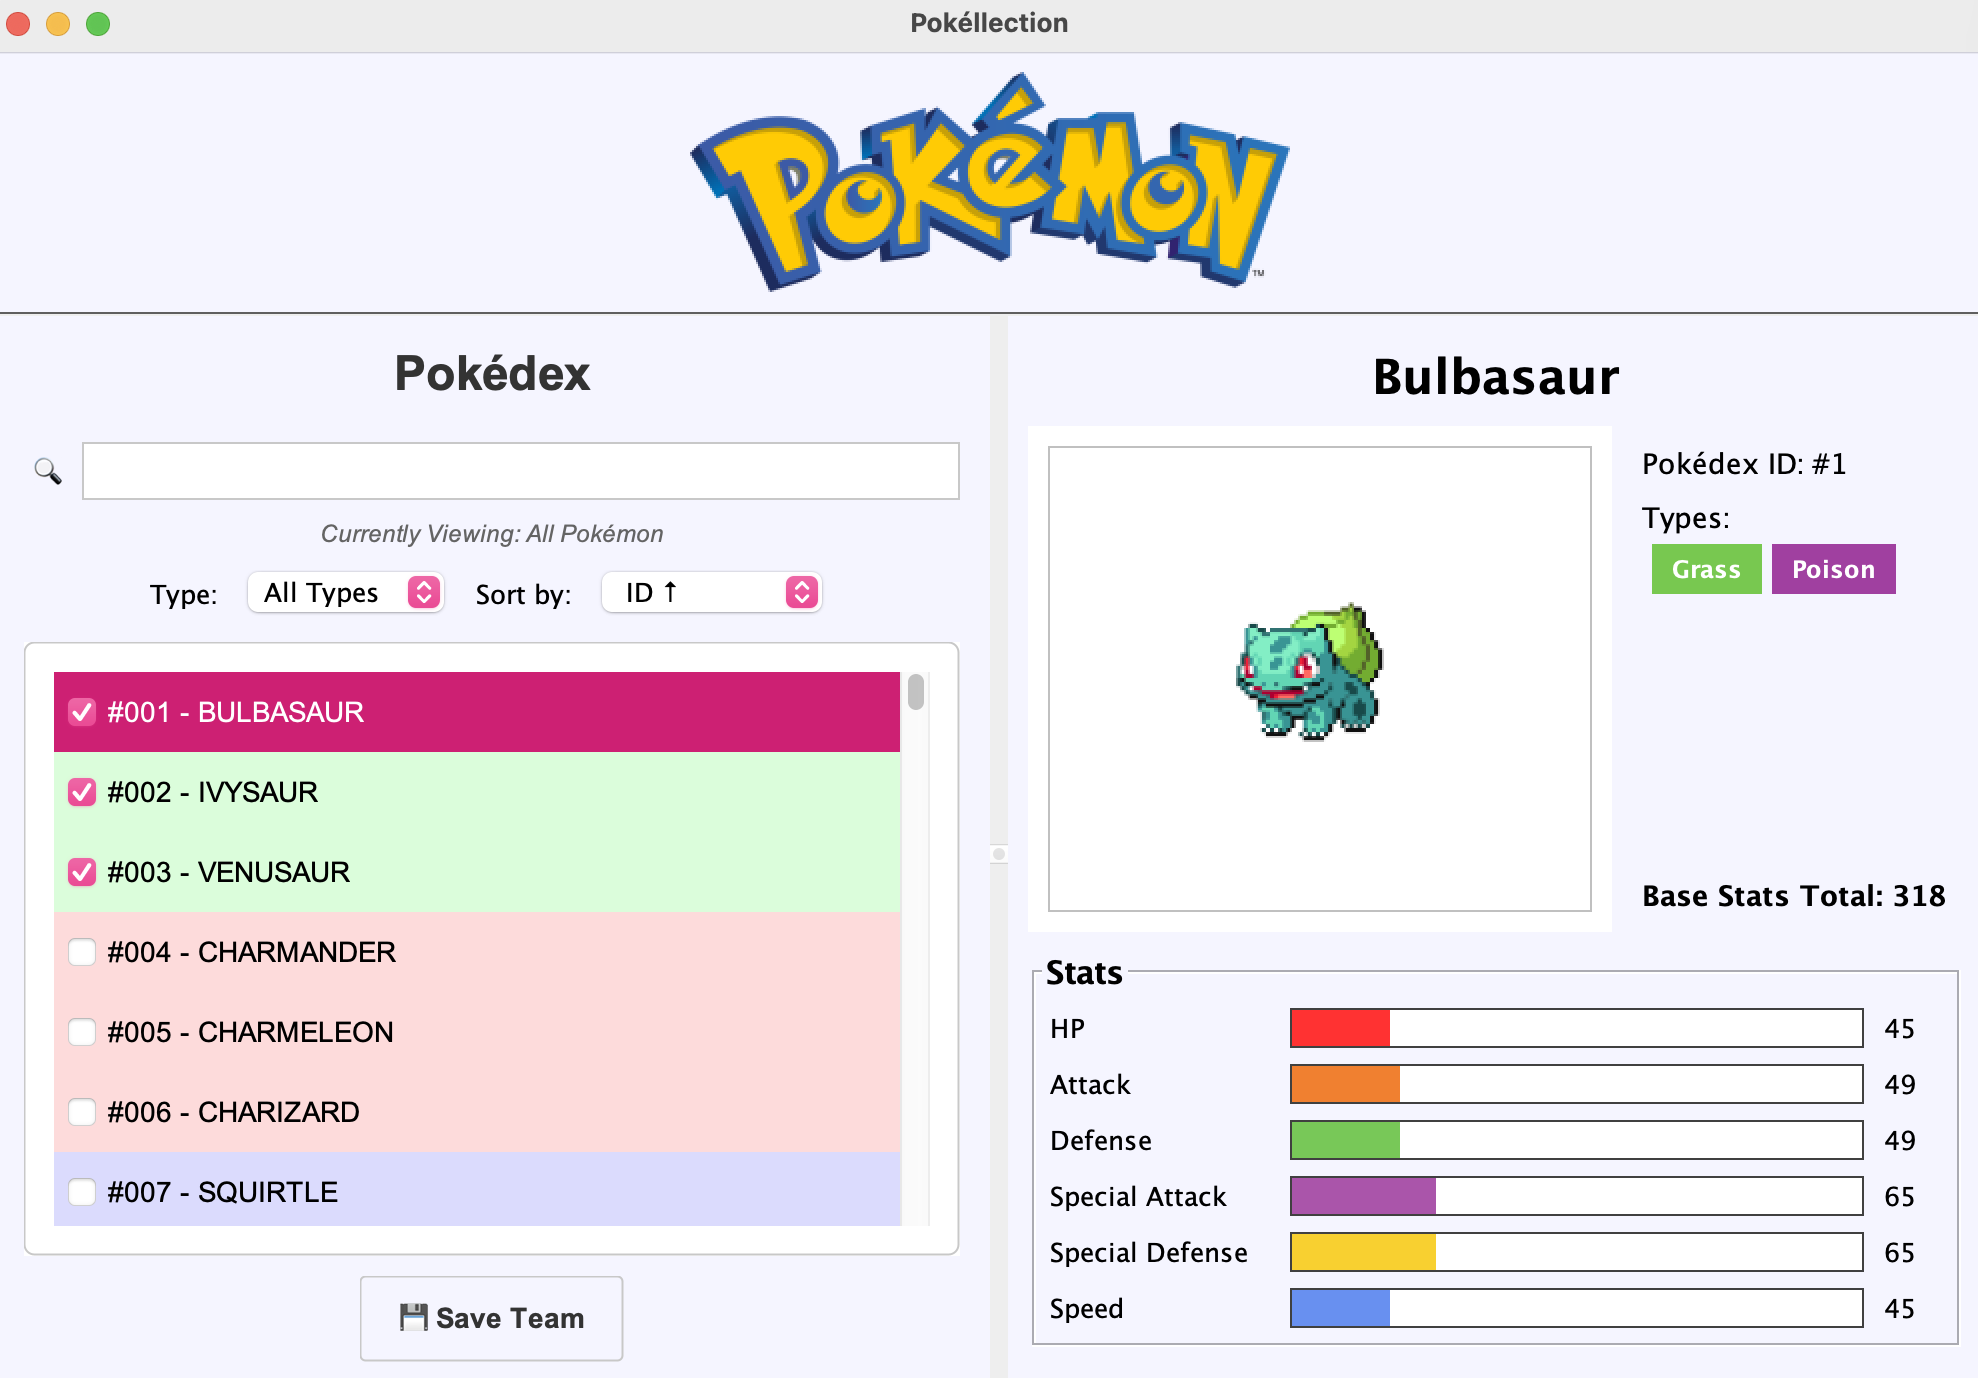 Pokéllection
POKéMON
TM
Pokédex
Currently Viewing: All Pokémon
Type: All Types Sort by: ID ↑
#001 - BULBASAUR
#002 - IVYSAUR
#003 - VENUSAUR
#004 - CHARMANDER
#005 - CHARMELEON
#006 - CHARIZARD
#007 - SQUIRTLE
Save Team
Bulbasaur
Pokédex ID: #1
Types:
Grass Poison
Base Stats Total: 318
Stats
HP 45
Attack 49
Defense 49
Special Attack 65
Special Defense 65
Speed 45